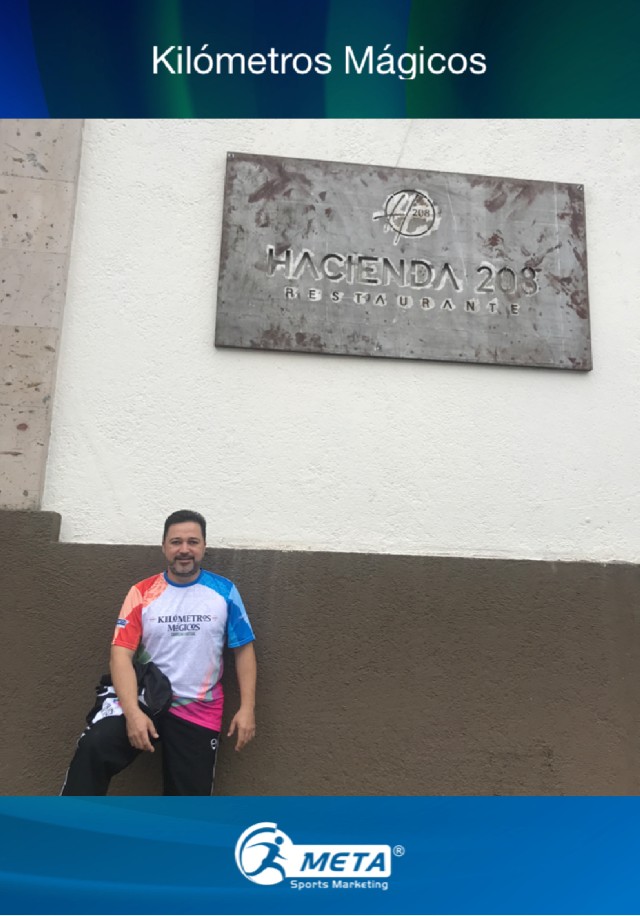 Kilómetros Mágicos
208
HACIENDA 208
RESTAURANTE
KILÓMETROS
MÁGICOS
META®
Sports Marketing